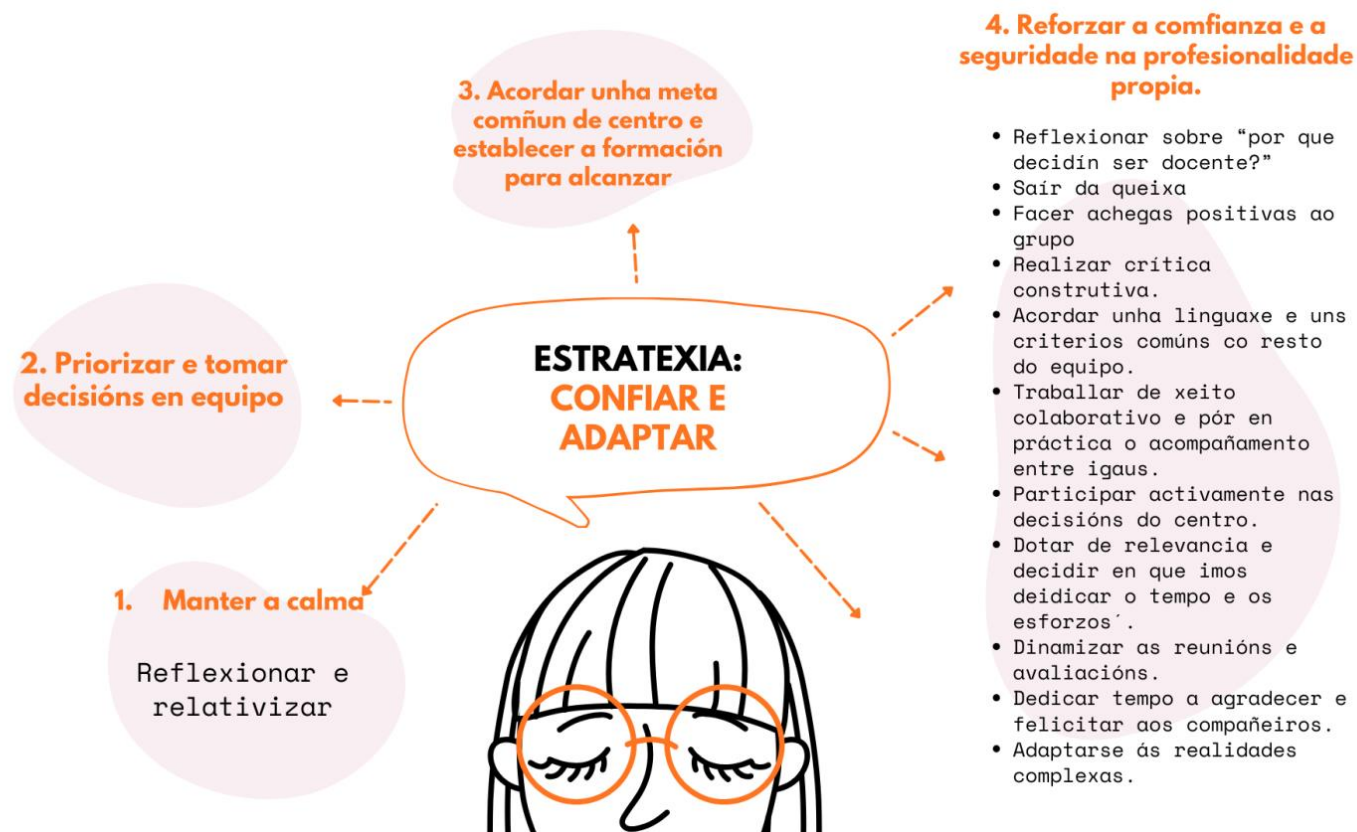 ESTRATEXIA:
CONFIAR E
ADAPTAR
1. Manter a calma
Reflexionar e
relativizar
2. Priorizar e tomar
decisións en equipo
3. Acordar unha meta
comñun de centro e
establecer a formación
para alcanzar
4. Reforzar a comfianza e a
seguridade na profesionalidade
propia.
• Reflexionar sobre “por que
decidín ser docente?”
• Saír da queixa
• Facer achegas positivas ao
grupo
• Realizar crítica
construtiva.
• Acordar unha linguaxe e uns
criterios comúns co resto
do equipo.
• Traballar de xeito
colaborativo e pór en
práctica o acompañamento
entre igaus.
• Participar activamente nas
decisións do centro.
• Dotar de relevancia e
decidir en que imos
deidicar o tempo e os
esforzos´.
• Dinamizar as reunións e
avaliacións.
• Dedicar tempo a agradecer e
felicitar aos compañeiros.
• Adaptarse ás realidades
complexas.